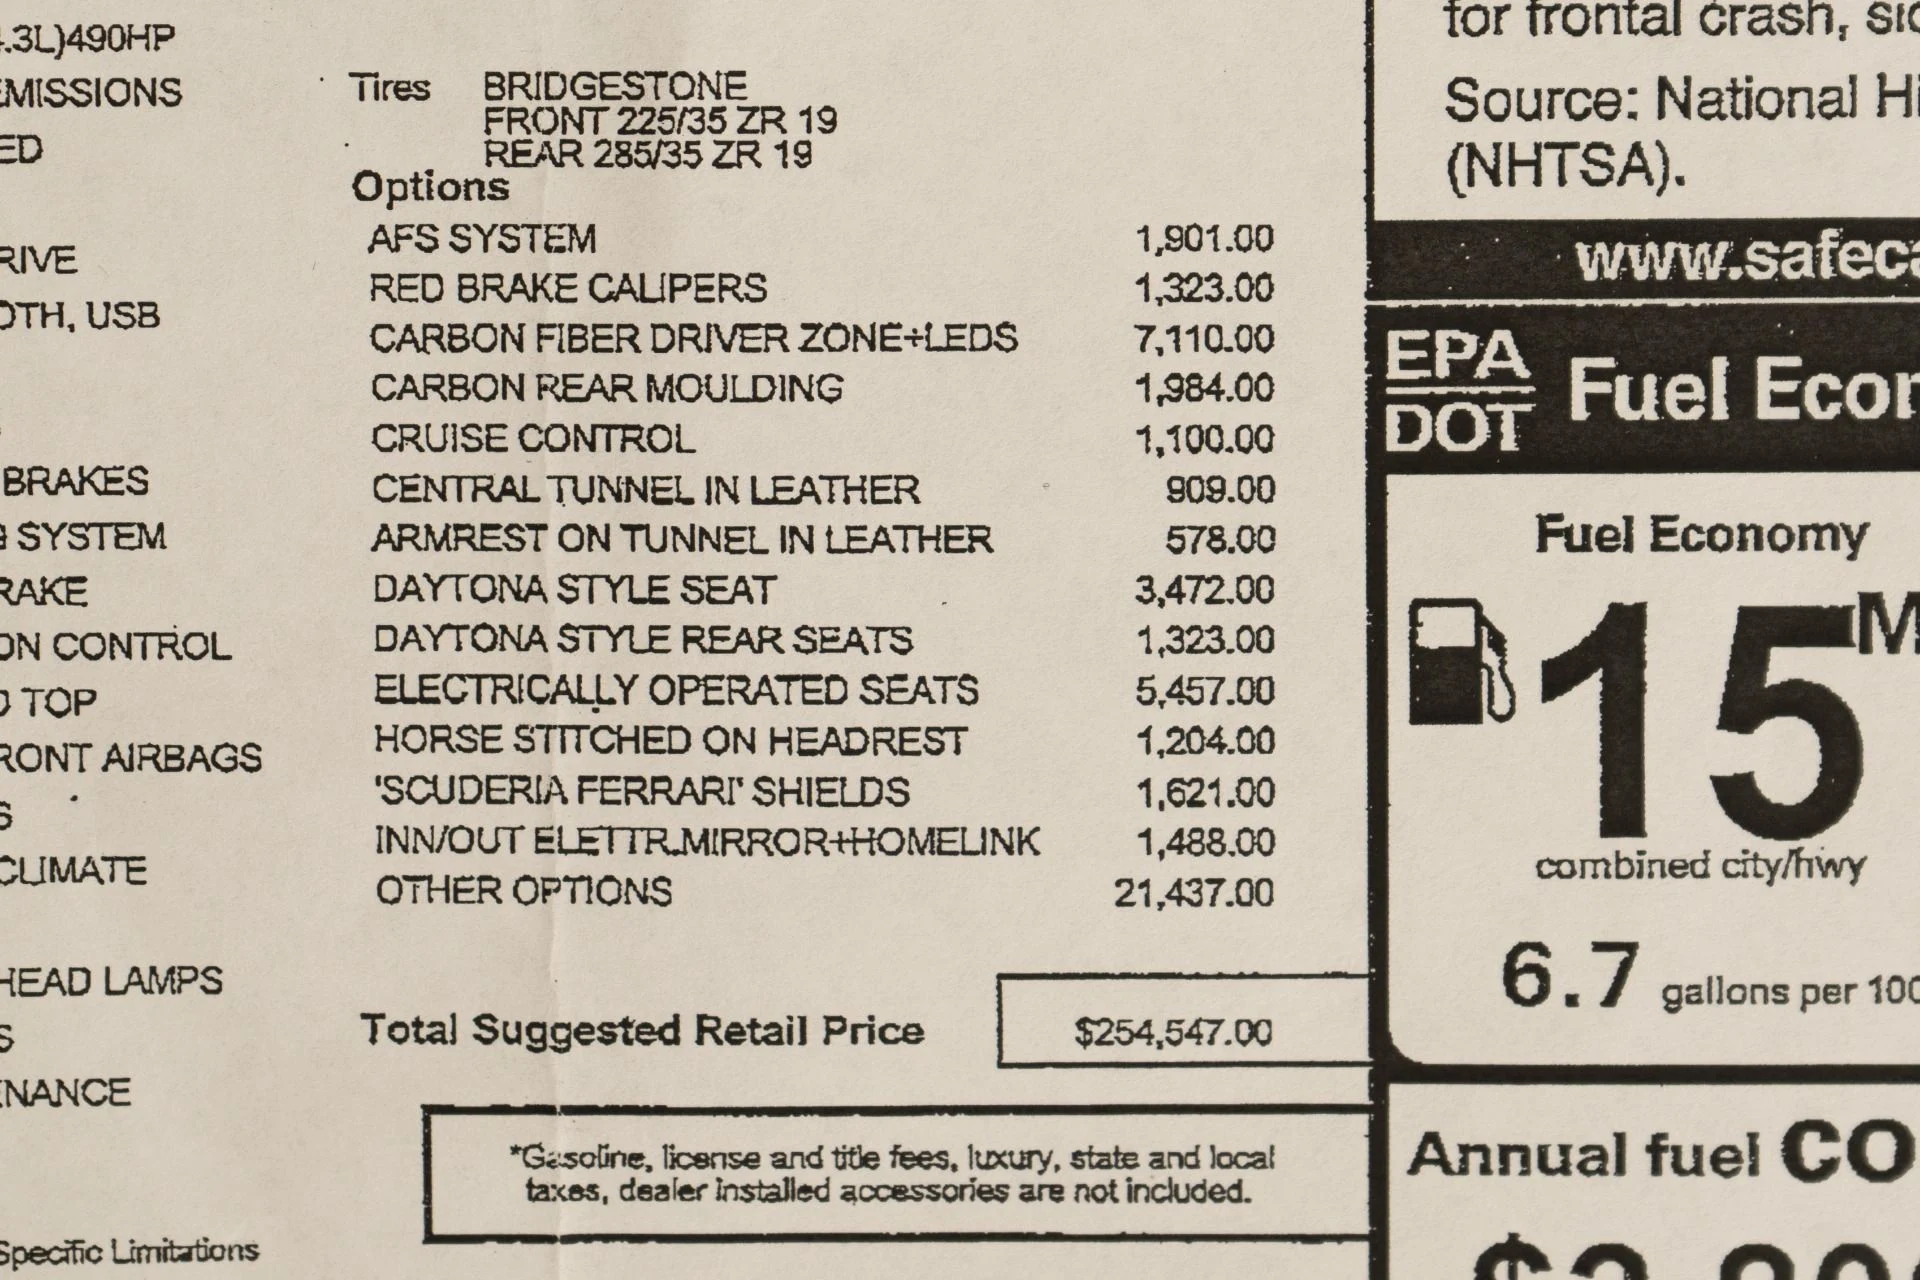 .3L)490HP
EMISSIONS
ED
RIVE
OTH, USB
BRAKES
G SYSTEM
RAKE
ON CONTROL
D TOP
RONT AIRBAGS
S
CLIMATE
HEAD LAMPS
S
ENANCE
Specific Limitations
Tires BRIDGESTONE
FRONT 225/35 ZR 19
REAR 285/35 ZR 19
Options
AFS SYSTEM 1,901.00
RED BRAKE CALIPERS 1,323.00
CARBON FIBER DRIVER ZONE+LEDS 7,110.00
CARBON REAR MOULDING 1,984.00
CRUISE CONTROL 1,100.00
CENTRAL TUNNEL IN LEATHER 909.00
ARMREST ON TUNNEL IN LEATHER 578.00
DAYTONA STYLE SEAT 3,472.00
DAYTONA STYLE REAR SEATS 1,323.00
ELECTRICALLY OPERATED SEATS 5,457.00
HORSE STITCHED ON HEADREST 1,204.00
'SCUDERIA FERRARI' SHIELDS 1,621.00
INN/OUT ELETTR.MIRROR+HOMELINK 1,488.00
OTHER OPTIONS 21,437.00
Total Suggested Retail Price $254,547.00
*Gasoline, license and title fees, luxury, state and local
taxes, dealer installed accessories are not included.
for frontal crash, si
Source: National Hi
(NHTSA).
www.safeca
EPA
DOT
Fuel Econ
Fuel Economy
15 M
combined city/hwy
6.7 gallons per 100
Annual fuel CO